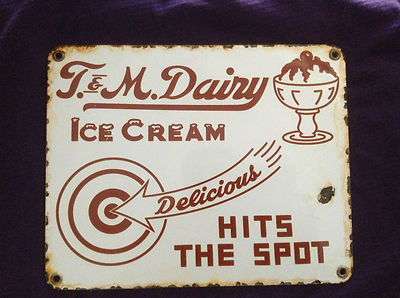 T.&M. Dairy
ICE CREAM
Delicious
HITS
THE SPOT